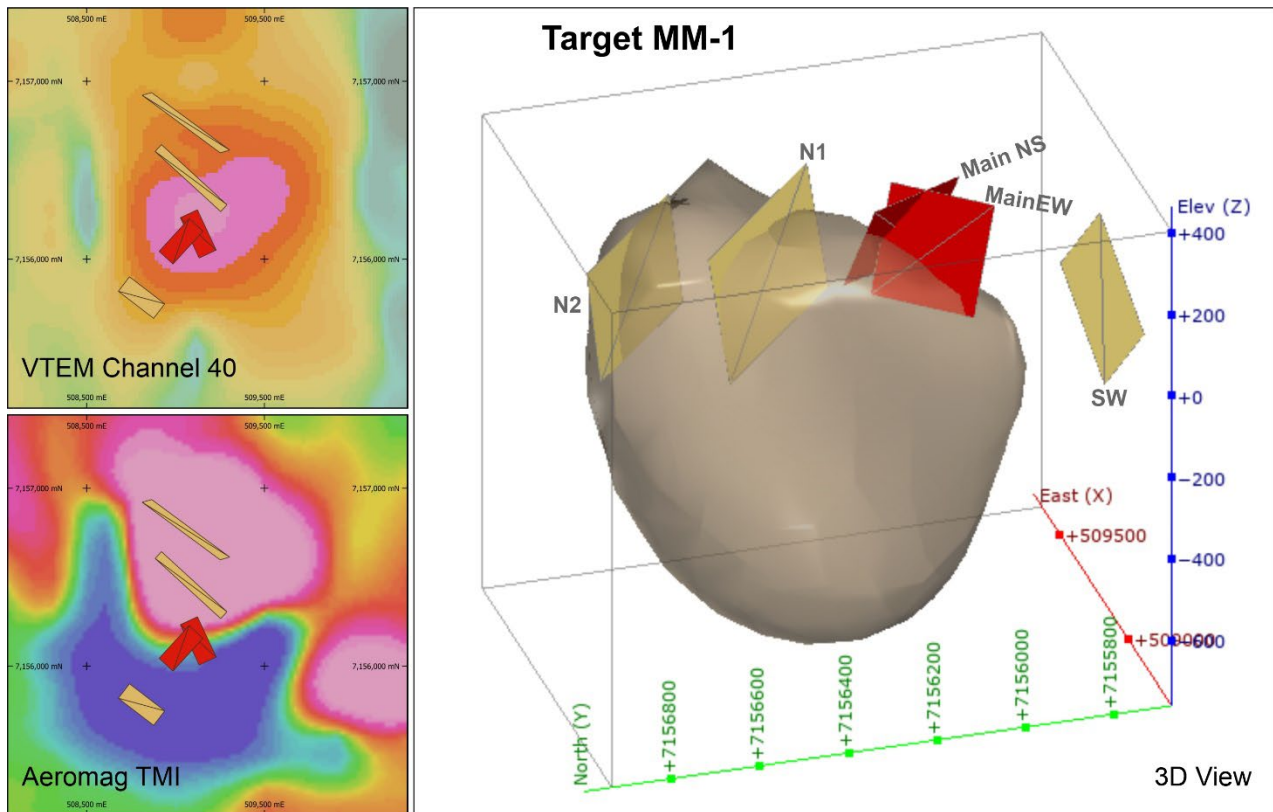 508,500 mE
509,500 mE
7,157,000 mN
7,157,000 mN
7,156,000 mN
7,156,000 mN
VTEM Channel 40
508,500 mE
509,500 mE
508,500 mE
509,500 mE
7,157,000 mN
7,157,000 mN
7,156,000 mN
7,156,000 mN
Aeromag TMI
508,500 mE
509,500 mE
Target MM-1
N1
Main NS
MainEW
N2
SW
Elev (Z)
+400
+200
+0
-200
-400
-600
East (X)
+509500
+509000
North (Y)
+7156800
+7156600
+7156400
+7156200
+7156000
+7155800
3D View